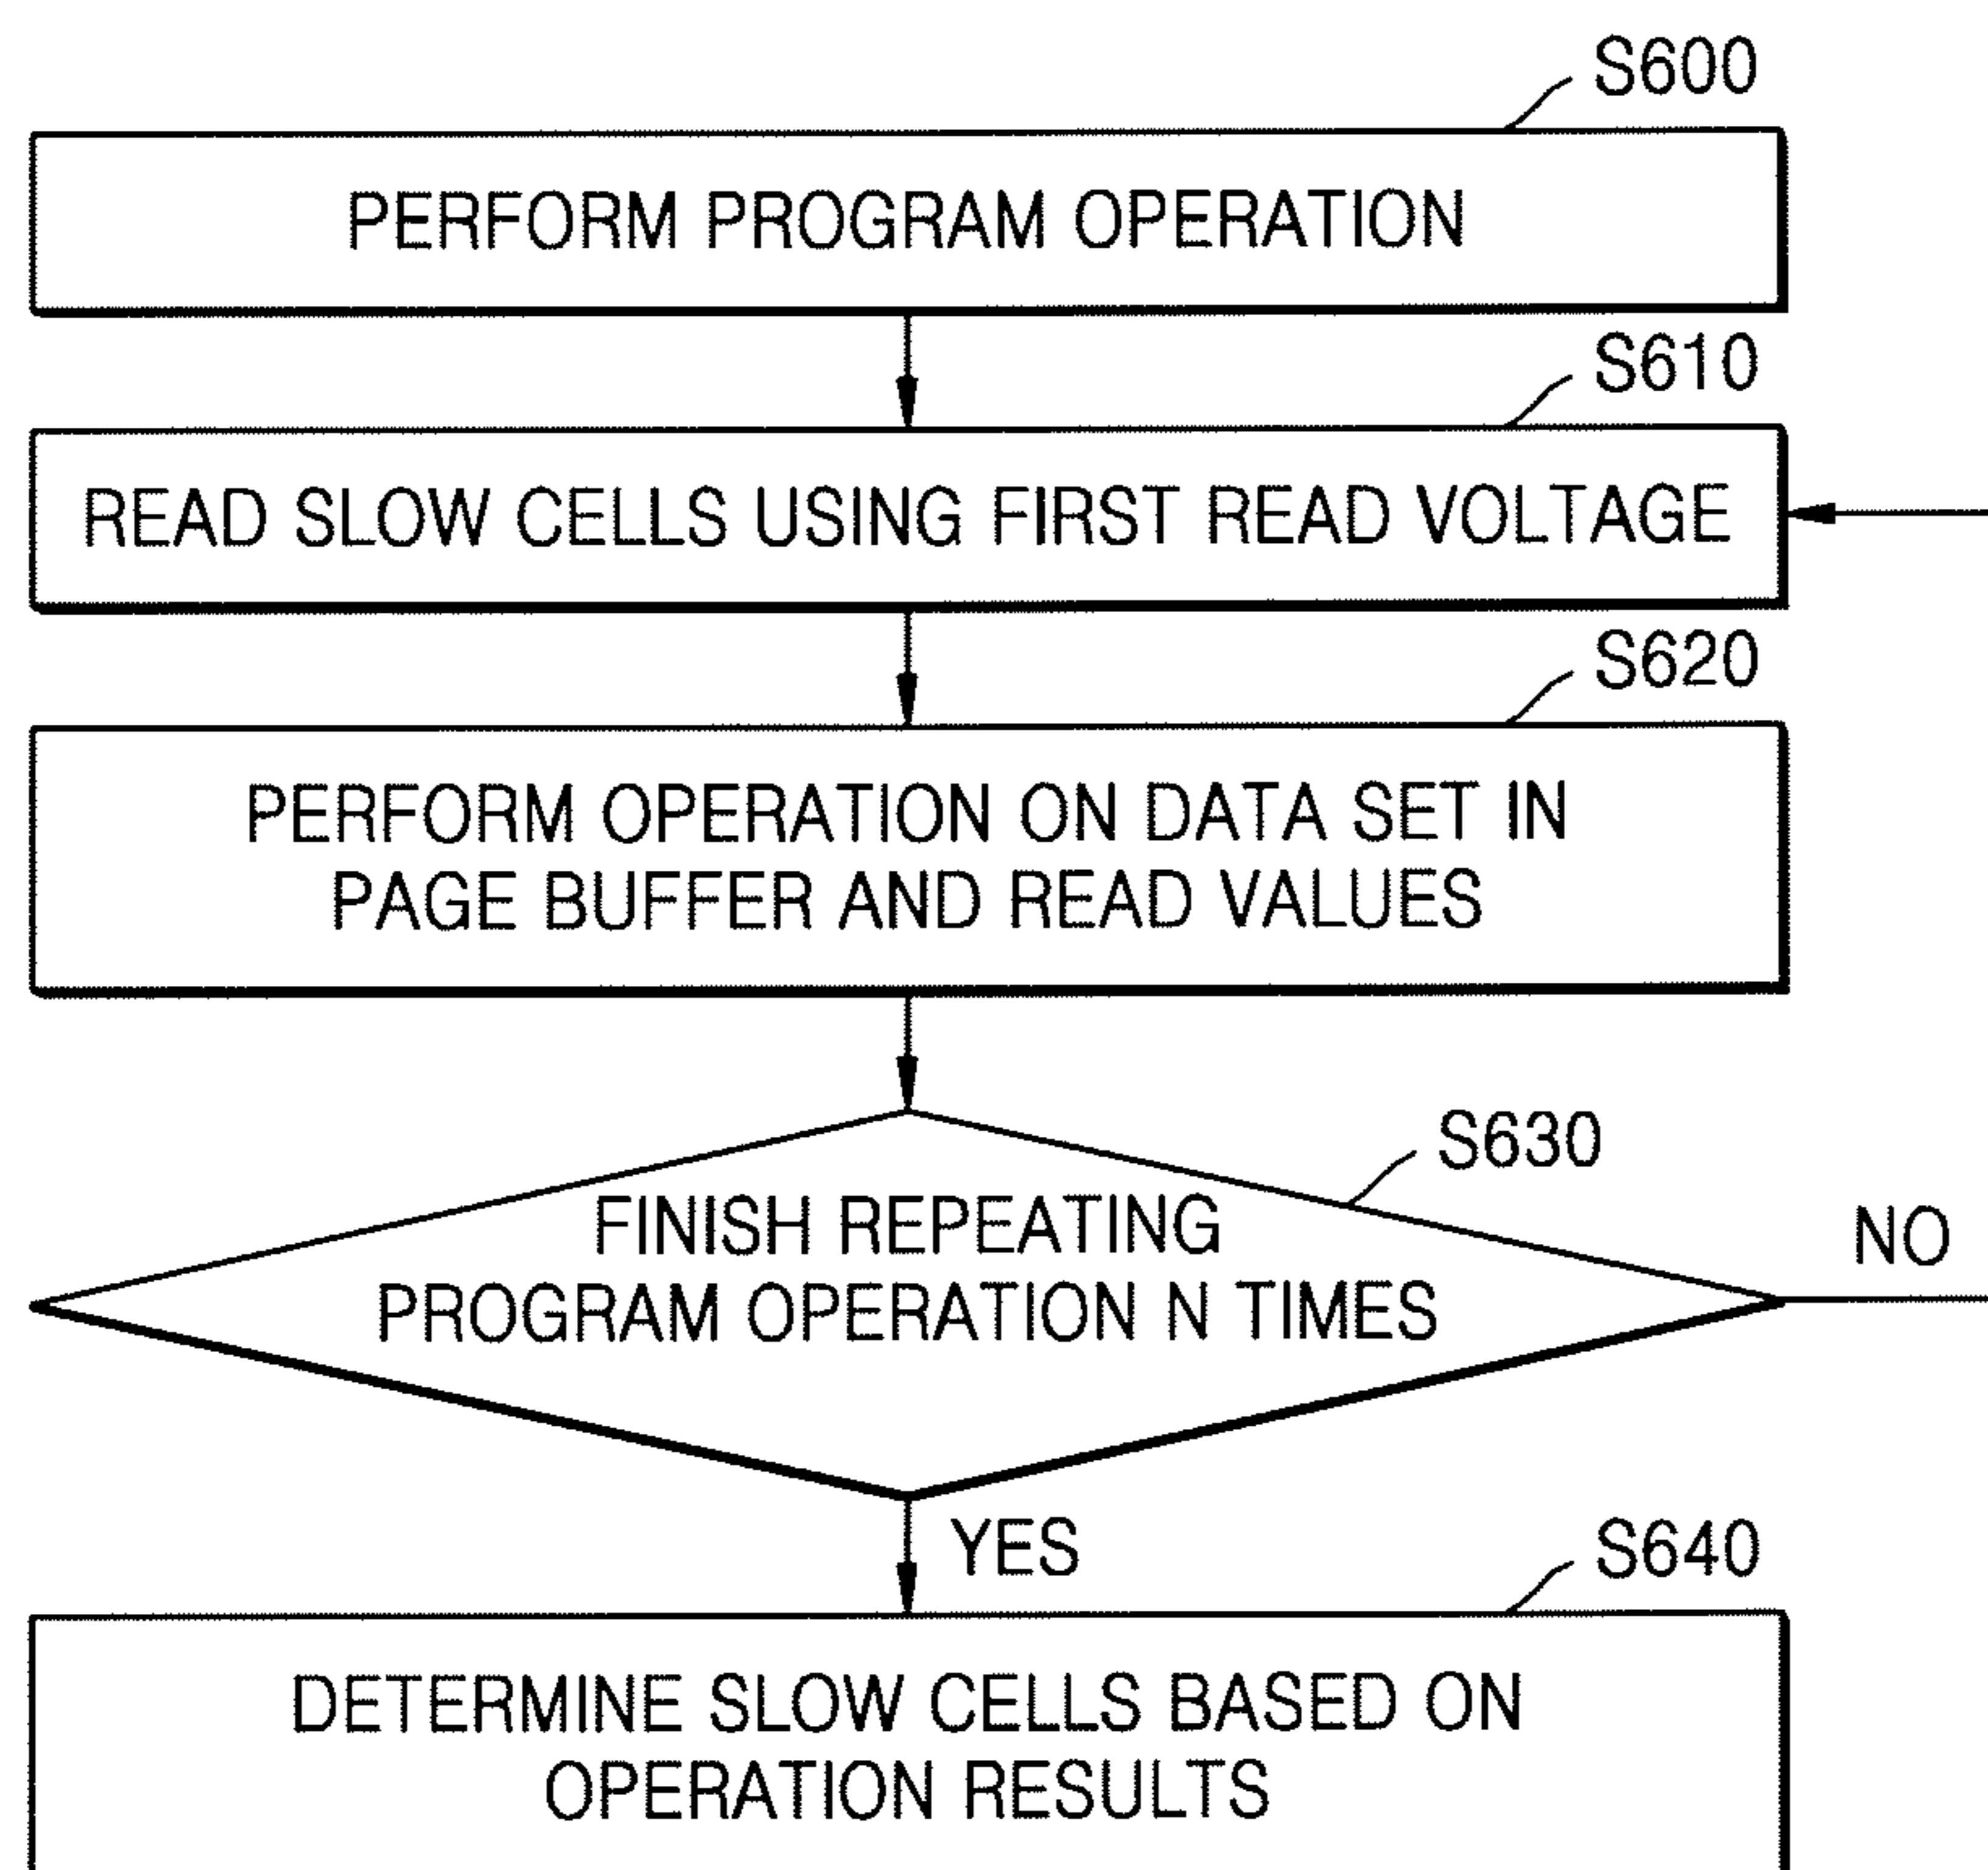 S600
PERFORM PROGRAM OPERATION
S610
READ SLOW CELLS USING FIRST READ VOLTAGE
S620
PERFORM OPERATION ON DATA SET IN
PAGE BUFFER AND READ VALUES
S630
FINISH REPEATING
PROGRAM OPERATION N TIMES
NO
YES
S640
DETERMINE SLOW CELLS BASED ON
OPERATION RESULTS